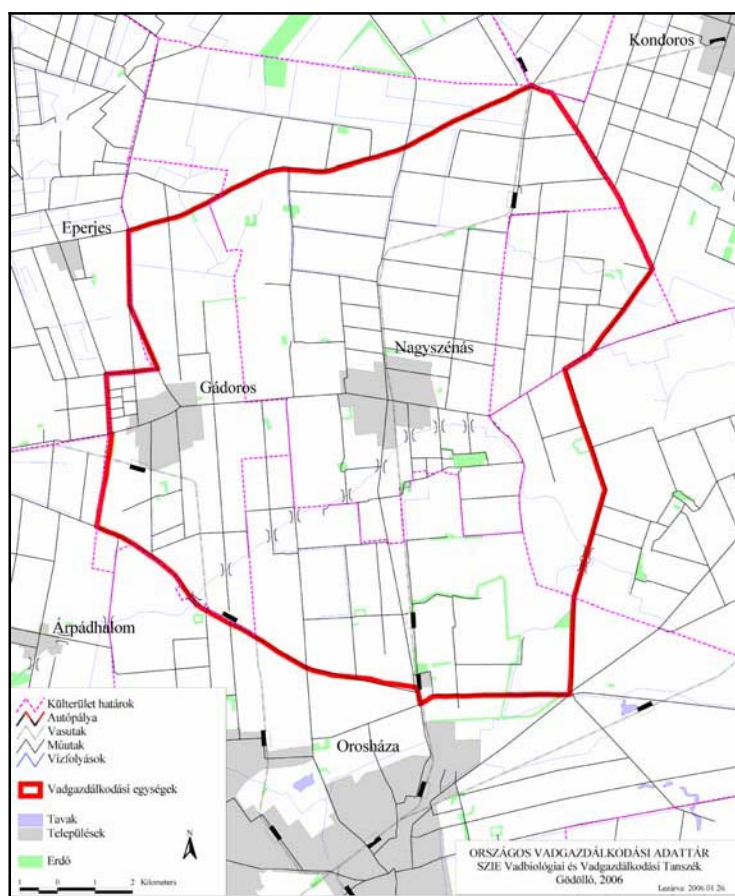 Kondoros
Eperjes
Nagyszénás
Gádoros
Árpádhalom
Orosháza
Külterület határok
Autópálya
Vasutak
Műutak
Vízfolyások
Vadgazdálkodási egységek
Tavak
Települések
Erdő
N
1 0 1 2 Kilometers
ORSZÁGOS VADGAZDÁLKODÁSI ADATTÁR
SZIE Vadbiológiai és Vadgazdálkodási Tanszék
Gödöllő, 2006
Lezárva: 2006.01.26